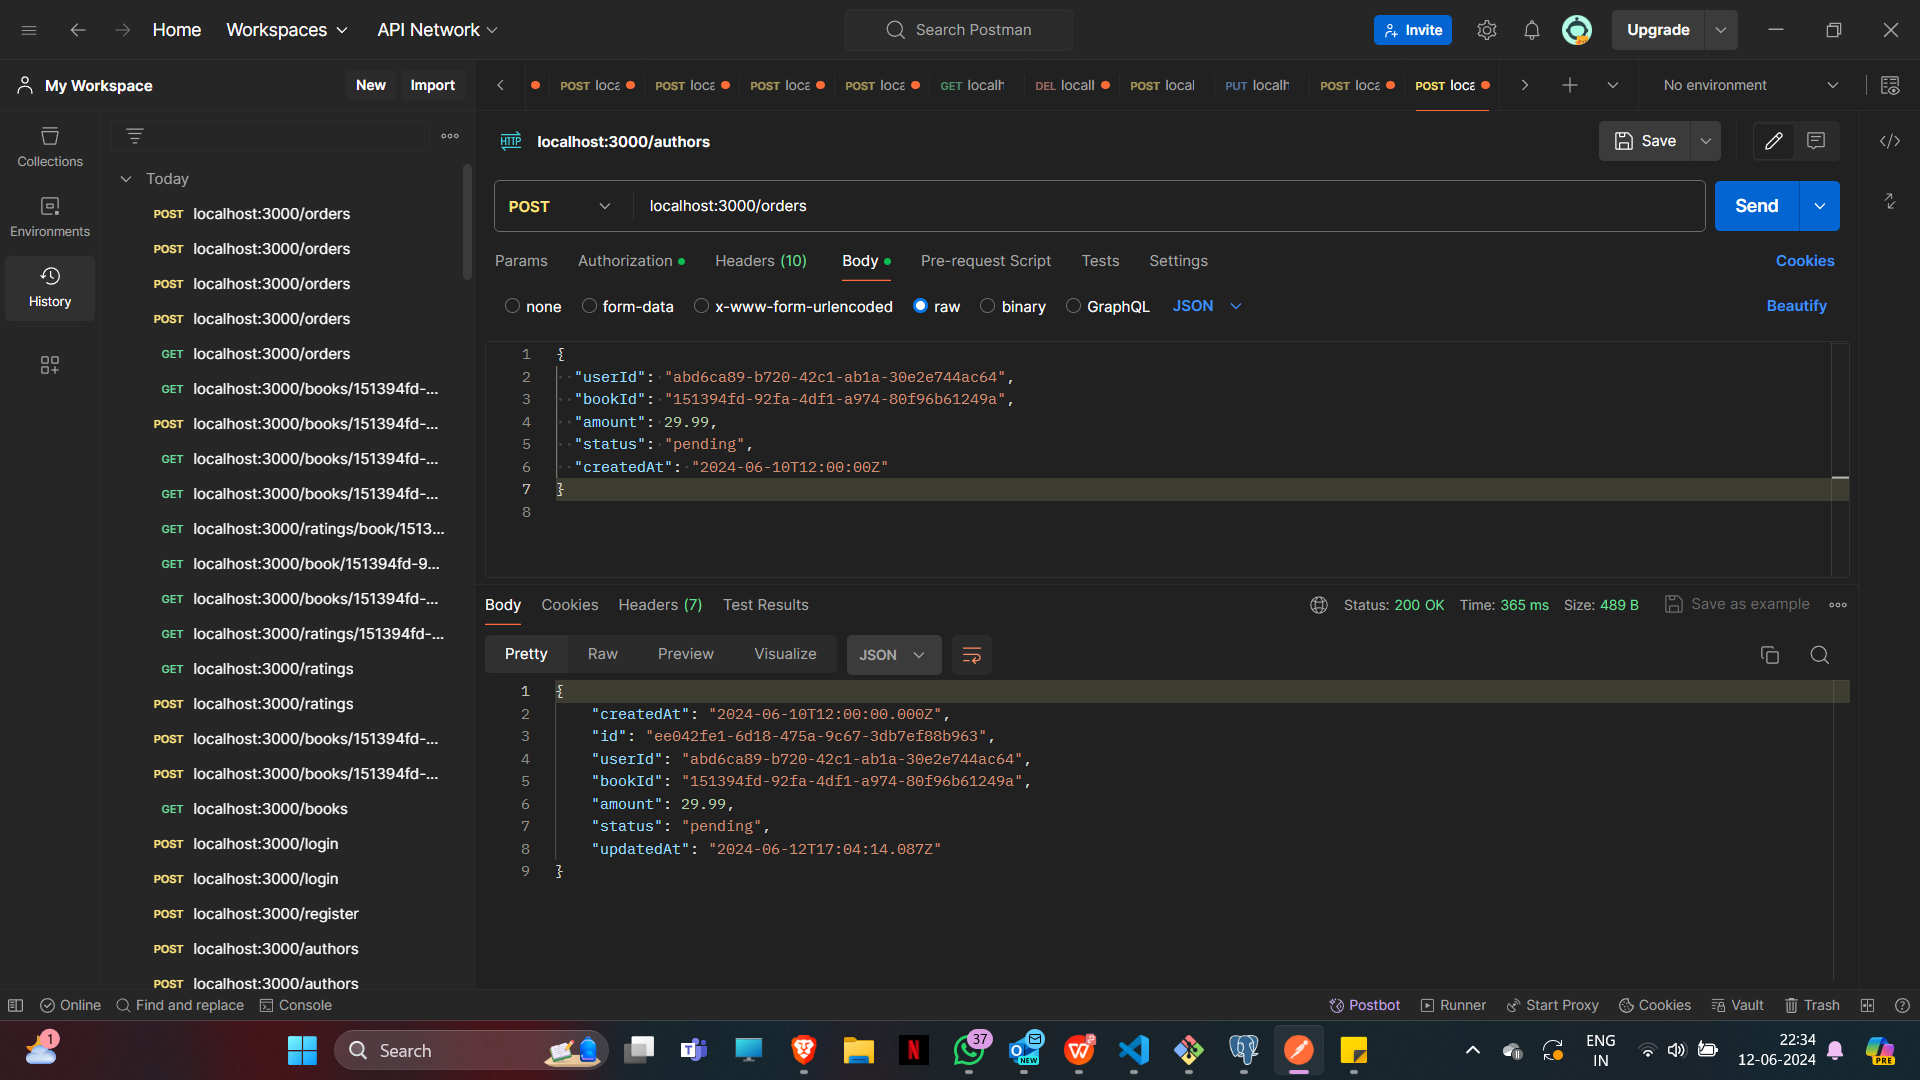 Home
Workspaces
API Network
Search Postman
Invite
Upgrade
My Workspace
New
Import
POST loca
POST loca
POST loca
POST loca
GET localh
DEL locall
POST local
PUT localh
POST loca
POST loca
No environment
Collections
Environments
History
Today
POST localhost:3000/orders
POST localhost:3000/orders
POST localhost:3000/orders
POST localhost:3000/orders
GET localhost:3000/orders
GET localhost:3000/books/151394fd-...
POST localhost:3000/books/151394fd-...
GET localhost:3000/books/151394fd-...
GET localhost:3000/books/151394fd-...
GET localhost:3000/ratings/book/1513...
GET localhost:3000/book/151394fd-9...
GET localhost:3000/books/151394fd-...
GET localhost:3000/ratings/151394fd-...
GET localhost:3000/ratings
POST localhost:3000/ratings
POST localhost:3000/books/151394fd-...
POST localhost:3000/books/151394fd-...
GET localhost:3000/books
POST localhost:3000/login
POST localhost:3000/login
POST localhost:3000/register
POST localhost:3000/authors
POST localhost:3000/authors
HTTP localhost:3000/authors
Save
POST localhost:3000/orders
Send
Params
Authorization
Headers (10)
Body
Pre-request Script
Tests
Settings
Cookies
none
form-data
x-www-form-urlencoded
raw
binary
GraphQL
JSON
Beautify
1 {
2 "userId": "abd6ca89-b720-42c1-ab1a-30e2e744ac64",
3 "bookId": "151394fd-92fa-4df1-a974-80f96b61249a",
4 "amount": 29.99,
5 "status": "pending",
6 "createdAt": "2024-06-10T12:00:00Z"
7 }
8
Body
Cookies
Headers (7)
Test Results
Status: 200 OK
Time: 365 ms
Size: 489 B
Save as example
Pretty
Raw
Preview
Visualize
JSON
1 {
2 "createdAt": "2024-06-10T12:00:00.000Z",
3 "id": "ee042fe1-6d18-475a-9c67-3db7ef88b963",
4 "userId": "abd6ca89-b720-42c1-ab1a-30e2e744ac64",
5 "bookId": "151394fd-92fa-4df1-a974-80f96b61249a",
6 "amount": 29.99,
7 "status": "pending",
8 "updatedAt": "2024-06-12T17:04:14.087Z"
9 }
Online
Find and replace
Console
Postbot
Runner
Start Proxy
Cookies
Vault
Trash
1
Search
N
37
NEW
ENG
IN
22:34
12-06-2024
PRE